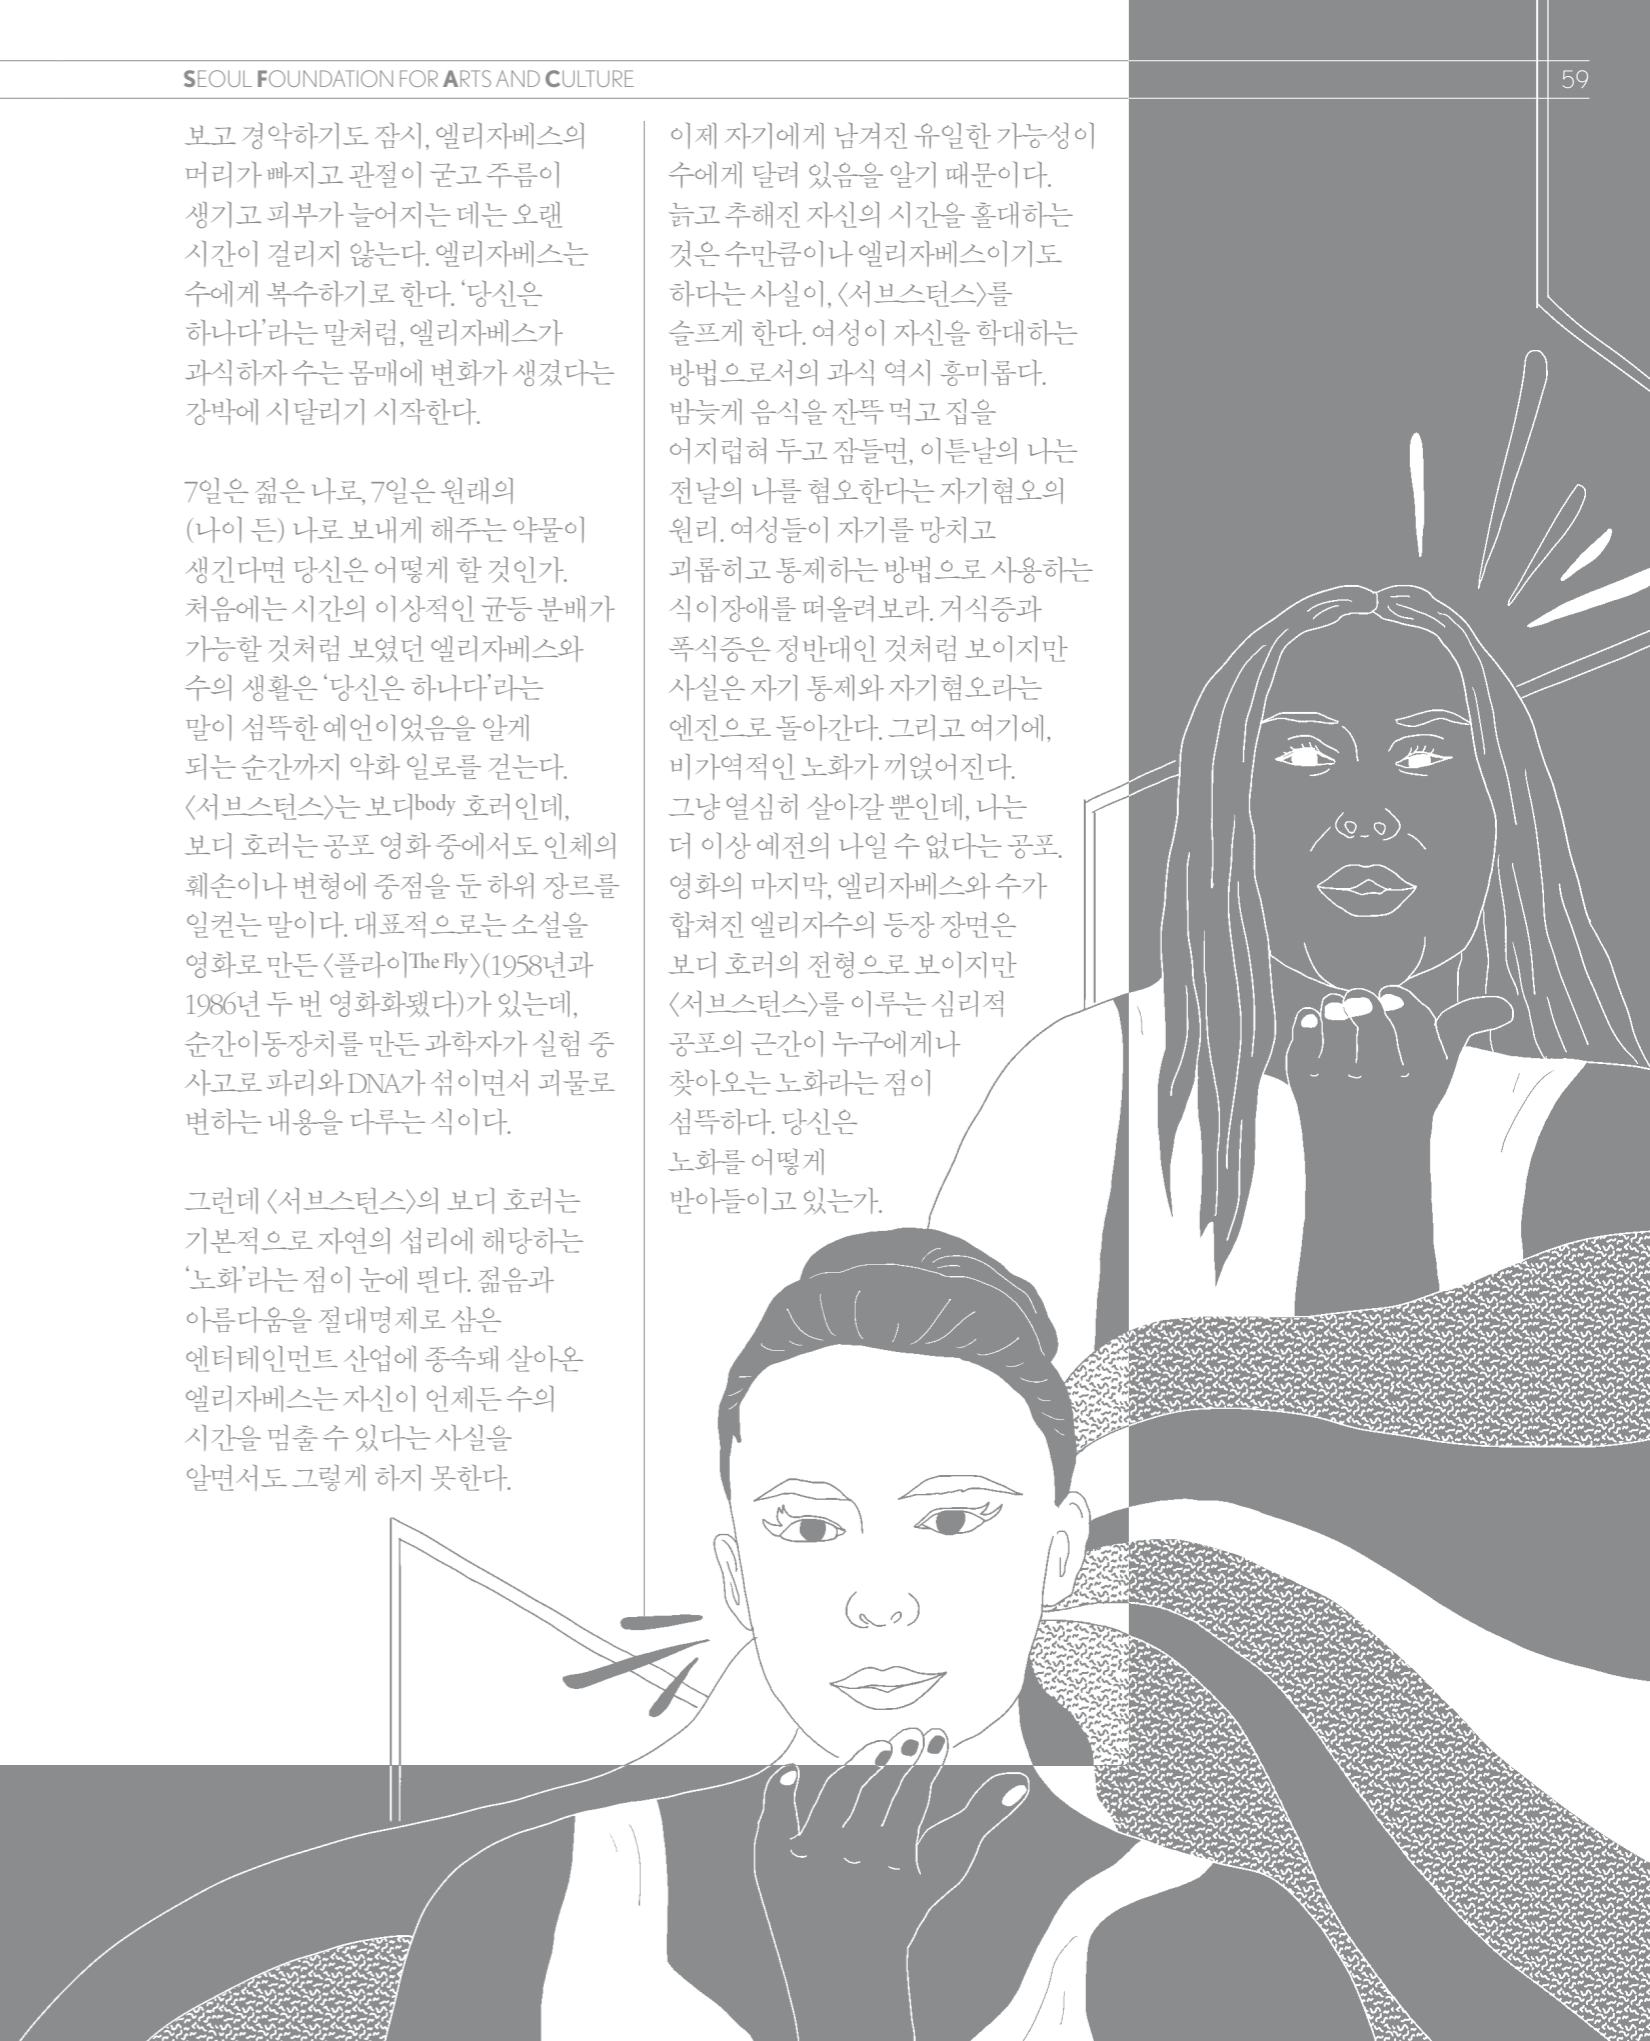 SEOUL FOUNDATION FOR ARTS AND CULTURE
59
보고 경악하기도 잠시, 엘리자베스의
머리가 빠지고 관절이 굳고 주름이
생기고 피부가 늘어지는 데는 오랜
시간이 걸리지 않는다. 엘리자베스는
수에게 복수하기로 한다. ‘당신은
하나다’라는 말처럼, 엘리자베스가
과식하자 수는 몸매에 변화가 생겼다는
강박에 시달리기 시작한다.
7일은 젊은 나로, 7일은 원래의
(나이 든) 나로 보내게 해주는 약물이
생긴다면 당신은 어떻게 할 것인가.
처음에는 시간의 이상적인 균등 분배가
가능할 것처럼 보였던 엘리자베스와
수의 생활은 ‘당신은 하나다’라는
말이 섬뜩한 예언이었음을 알게
되는 순간까지 악화 일로를 걷는다.
〈서브스턴스〉는 보디body 호러인데,
보디 호러는 공포 영화 중에서도 인체의
훼손이나 변형에 중점을 둔 하위 장르를
일컫는 말이다. 대표적으로는 소설을
영화로 만든 〈플라이The Fly〉(1958년과
1986년 두 번 영화화됐다)가 있는데,
순간이동장치를 만든 과학자가 실험 중
사고로 파리와 DNA가 섞이면서 괴물로
변하는 내용을 다루는 식이다.
그런데 〈서브스턴스〉의 보디 호러는
기본적으로 자연의 섭리에 해당하는
‘노화’라는 점이 눈에 띈다. 젊음과
아름다움을 절대명제로 삼은
엔터테인먼트 산업에 종속돼 살아온
엘리자베스는 자신이 언제든 수의
시간을 멈출 수 있다는 사실을
알면서도 그렇게 하지 못한다.
이제 자기에게 남겨진 유일한 가능성이
수에게 달려 있음을 알기 때문이다.
늙고 추해진 자신의 시간을 홀대하는
것은 수만큼이나 엘리자베스이기도
하다는 사실이, 〈서브스턴스〉를
슬프게 한다. 여성이 자신을 학대하는
방법으로서의 과식 역시 흥미롭다.
밤늦게 음식을 잔뜩 먹고 집을
어지럽혀 두고 잠들면, 이튿날의 나는
전날의 나를 혐오한다는 자기혐오의
원리. 여성들이 자기를 망치고
괴롭히고 통제하는 방법으로 사용하는
식이장애를 떠올려보라. 거식증과
폭식증은 정반대인 것처럼 보이지만
사실은 자기 통제와 자기혐오라는
엔진으로 돌아간다. 그리고 여기에,
비가역적인 노화가 끼얹어진다.
그냥 열심히 살아갈 뿐인데, 나는
더 이상 예전의 나일 수 없다는 공포.
영화의 마지막, 엘리자베스와 수가
합쳐진 엘리자수의 등장 장면은
보디 호러의 전형으로 보이지만
〈서브스턴스〉를 이루는 심리적
공포의 근간이 누구에게나
찾아오는 노화라는 점이
섬뜩하다. 당신은
노화를 어떻게
받아들이고 있는가.